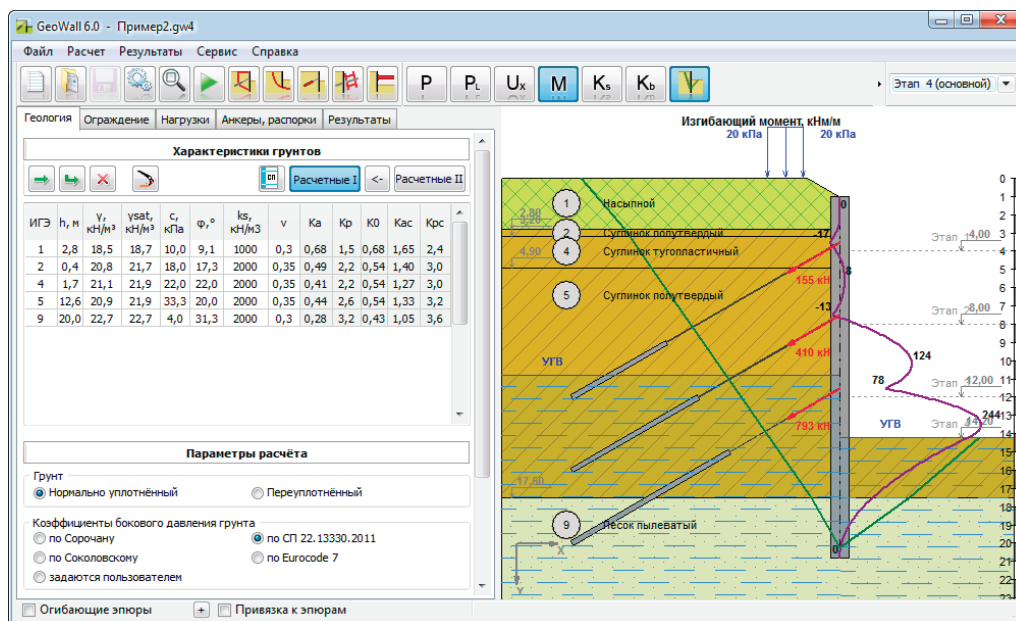 GeoWall 6.0 - Пример2.gw4
Файл Расчет Результаты Сервис Справка
P PL Ux M Ks Kb Этап 4 (основной)
Геология Ограждение Нагрузки Анкеры, распорки Результаты
Характеристики грунтов
сп Расчетные I <- Расчетные II
ИГЭ h, м γ, кН/м³ γsat, кН/м³ c, кПа φ,° ks, кН/м3 ν Ka Kp K0 Kac Kpc
1 2,8 18,5 18,7 10,0 9,1 1000 0,3 0,68 1,5 0,68 1,65 2,4
2 0,4 20,8 21,7 18,0 17,3 2000 0,35 0,49 2,2 0,54 1,40 3,0
4 1,7 21,1 21,9 22,0 22,0 2000 0,35 0,41 2,2 0,54 1,27 3,0
5 12,6 20,9 21,9 33,3 20,0 2000 0,35 0,44 2,6 0,54 1,33 3,2
9 20,0 22,7 22,7 4,0 31,3 2000 0,3 0,28 3,2 0,43 1,05 3,6
Параметры расчёта
Грунт
Нормально уплотнённый Переуплотнённый
Коэффициенты бокового давления грунта
по Сорочану по СП 22.13330.2011
по Соколовскому по Eurocode 7
задаются пользователем
Огибающие эпюры + Привязка к эпюрам
Изгибающий момент, кНм/м
20 кПа 20 кПа
0
1 Насыпной 0 1
2
2,80
3,20
2 Суглинок полутвердый -17 3
Этап 1 4,00
4 Суглинок тугопластичный 4
4,90
8 5
155 кН
5 Суглинок полутвердый 6
-13 7
Этап 2 8,00
8
410 кН 9
УГВ 124 10
78 11
Этап 3 12,00
12
793 кН 244 13
УГВ Этап 4 14,20
14
15
16
17,60 17
18
9 Песок пылеватый 19
0 20
X
21
Y 22
23